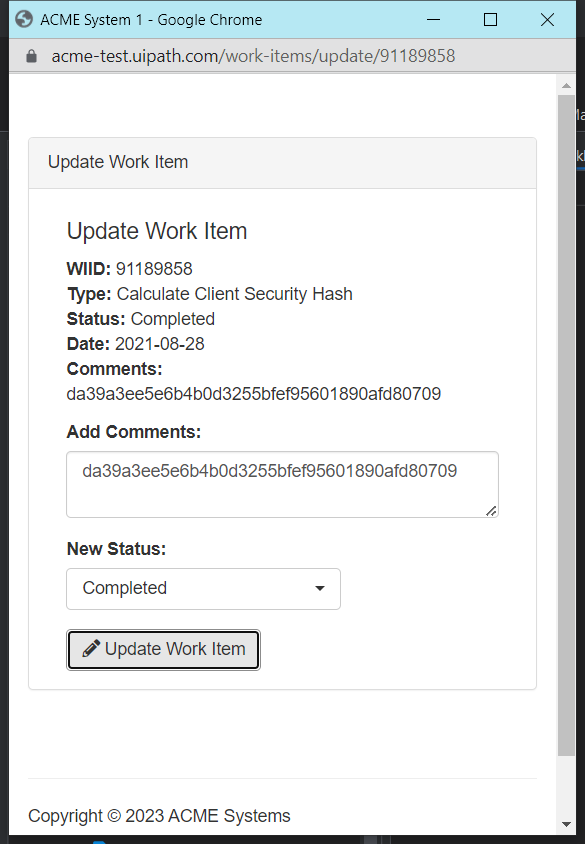 ACME System 1 - Google Chrome
acme-test.uipath.com/work-items/update/91189858
Update Work Item
Update Work Item
WIID: 91189858
Type: Calculate Client Security Hash
Status: Completed
Date: 2021-08-28
Comments:
da39a3ee5e6b4b0d3255bfef95601890afd80709
Add Comments:
da39a3ee5e6b4b0d3255bfef95601890afd80709
New Status:
Completed
Update Work Item
Copyright © 2023 ACME Systems